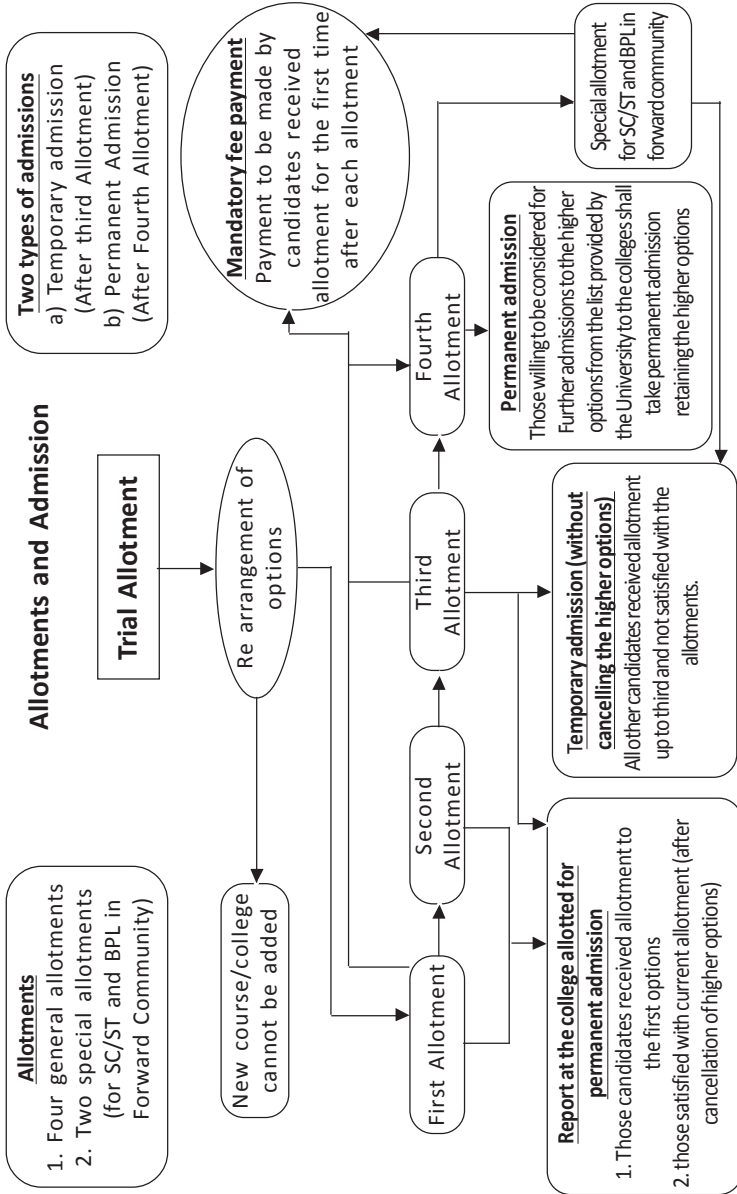 Allotments and Admission
Allotments
1. Four general allotments
2. Two special allotments
(for SC/ST and BPL in
Forward Community)
Trial Allotment
Two types of admissions
a) Temporary admission
(After third Allotment)
b) Permanent Admission
(After Fourth Allotment)
New course/college
cannot be added
Re arrangement of
options
Mandatory fee payment
Payment to be made by
candidates received
allotment for the first time
after each allotment
First Allotment
Second
Allotment
Third
Allotment
Fourth
Allotment
Special allotment
for SC/ST and BPL in
forward community
Report at the college allotted for
permanent admission
1. Those candidates received allotment to
the first options
2. those satisfied with current allotment (after
cancellation of higher options)
Temporary admission (without
cancelling the higher options)
All other candidates received allotment
up to third and not satisfied with the
allotments.
Permanent admission
Those willing to be considered for
Further admissions to the higher
options from the list provided by
the University to the colleges shall
take permanent admission
retaining the higher options